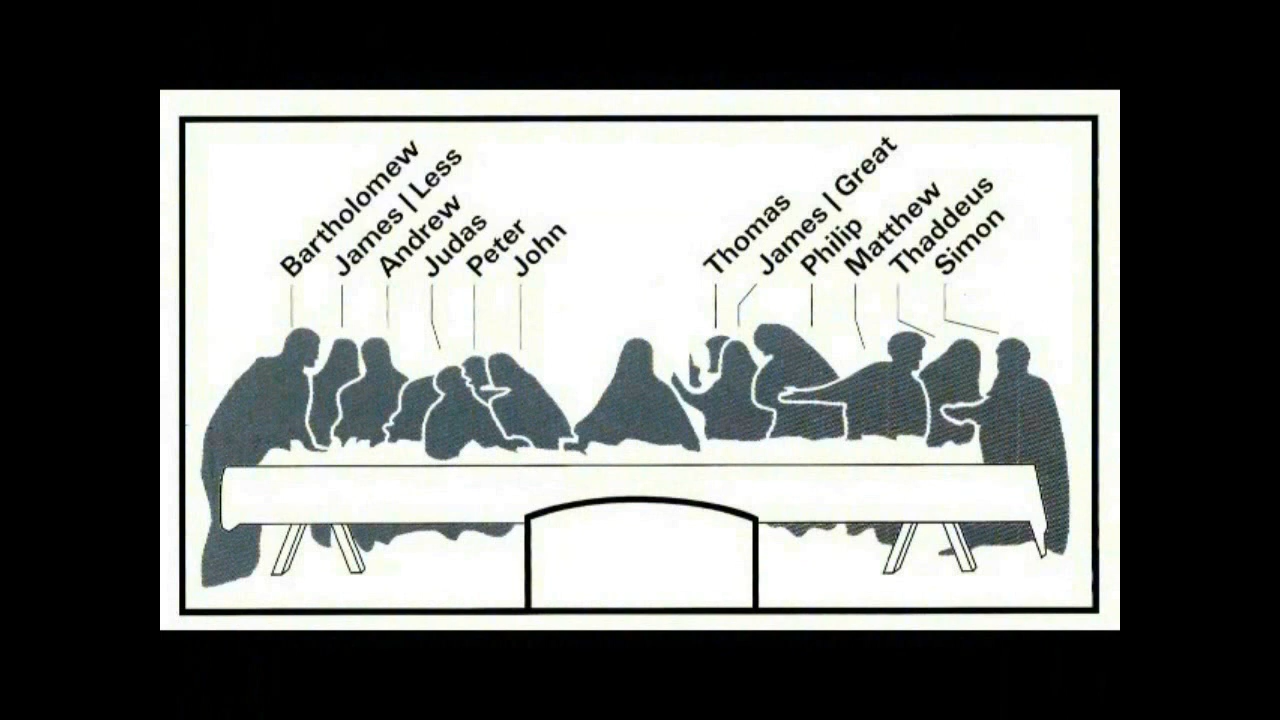 Bartholomew
James | Less
Andrew
Judas
Peter
John
Thomas
James | Great
Philip
Matthew
Thaddeus
Simon